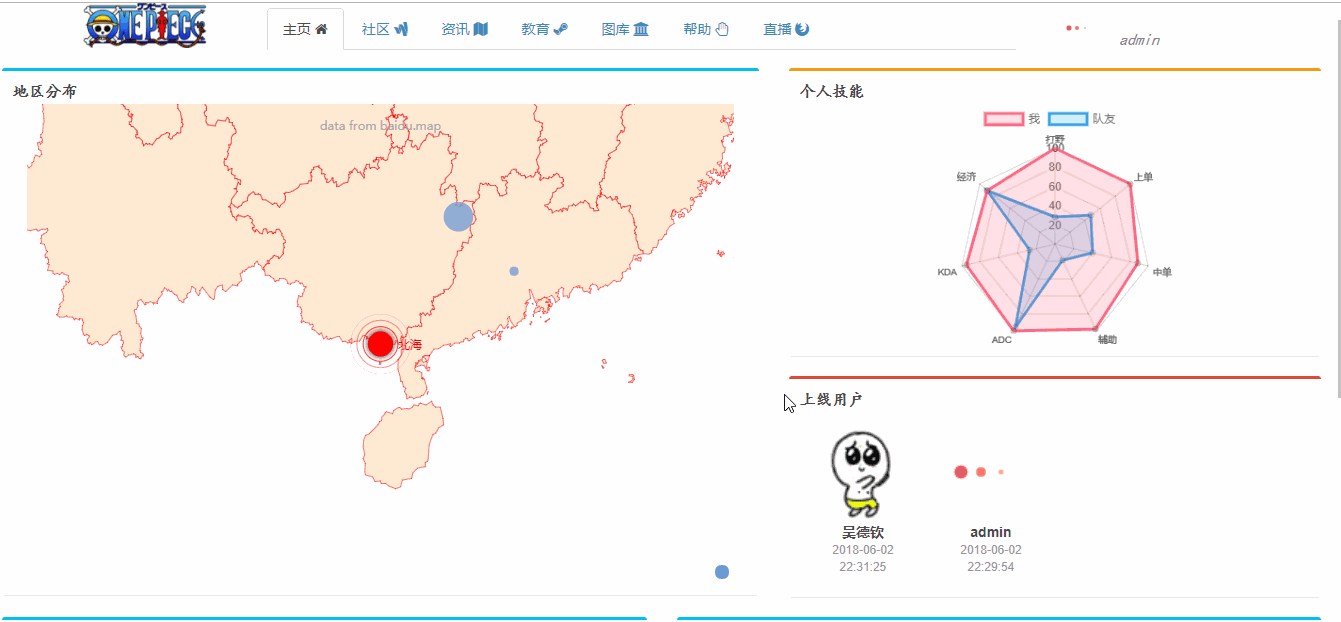 ONE PIECE
主页
社区
资讯
教育
图库
帮助
直播
admin
地区分布
data from baidu.map
北海
个人技能
我
队友
打野
100
80
60
40
20
上单
中单
辅助
ADC
KDA
经济
上线用户
吴德钦
2018-06-02
22:31:25
admin
2018-06-02
22:29:54